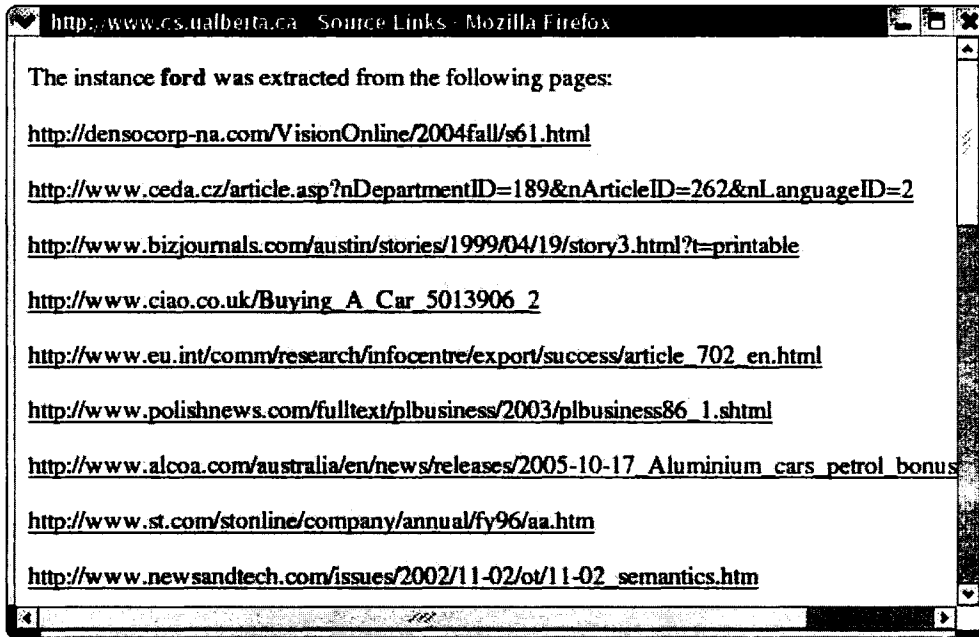 http://www.cs.ualberta.ca - Source Links - Mozilla Firefox
The instance ford was extracted from the following pages:
http://densocorp-na.com/VisionOnline/2004fall/s61.html
http://www.ceda.cz/article.asp?nDepartmentID=189&nArticleID=262&nLanguageID=2
http://www.bizjournals.com/austin/stories/1999/04/19/story3.html?t=printable
http://www.ciao.co.uk/Buying_A_Car_5013906_2
http://www.eu.int/comm/research/infocentre/export/success/article_702_en.html
http://www.polishnews.com/fulltext/plbusiness/2003/plbusiness86_1.shtml
http://www.alcoa.com/australia/en/news/releases/2005-10-17_Aluminium_cars_petrol_bonus
http://www.st.com/stonline/company/annual/fy96/aa.htm
http://www.newsandtech.com/issues/2002/11-02/ot/11-02_semantics.htm